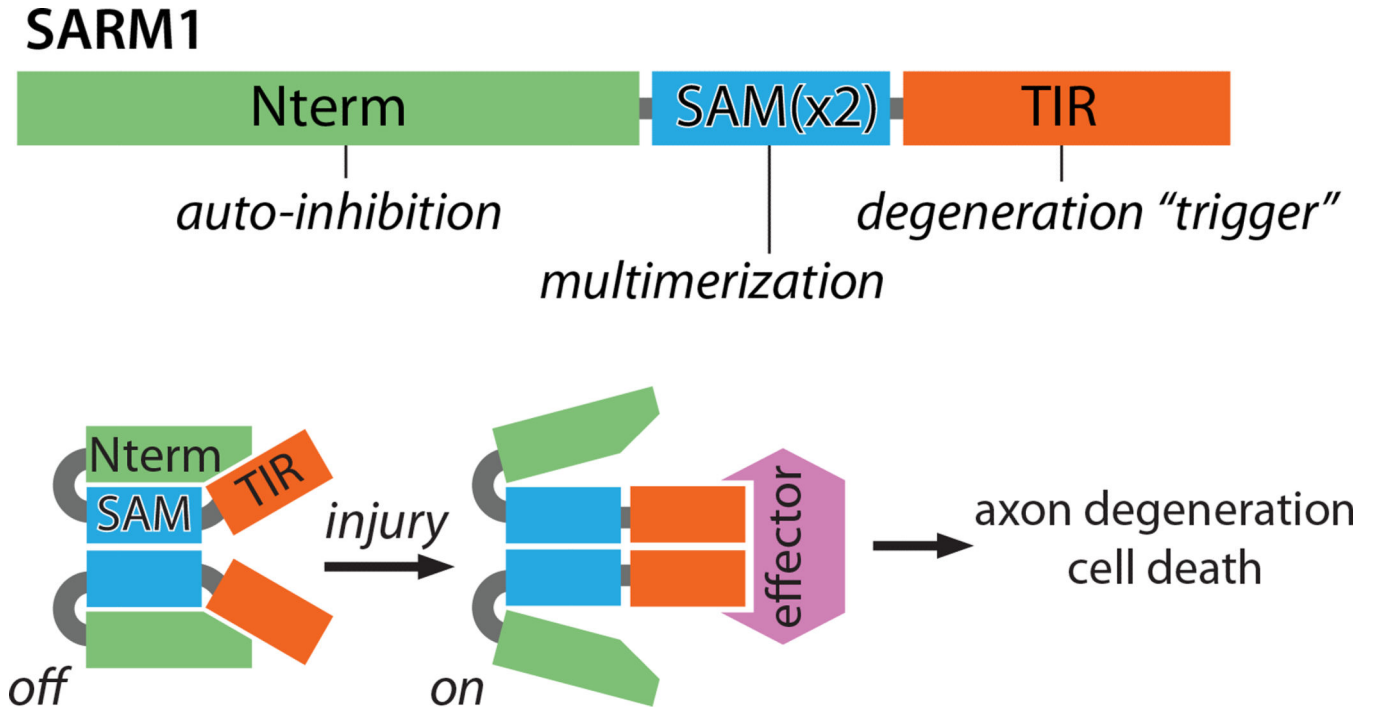 SARM1
Nterm SAM(x2) TIR
auto-inhibition
degeneration “trigger”
multimerization
Nterm
TIR
SAM
off
injury
on
effector
axon degeneration
cell death